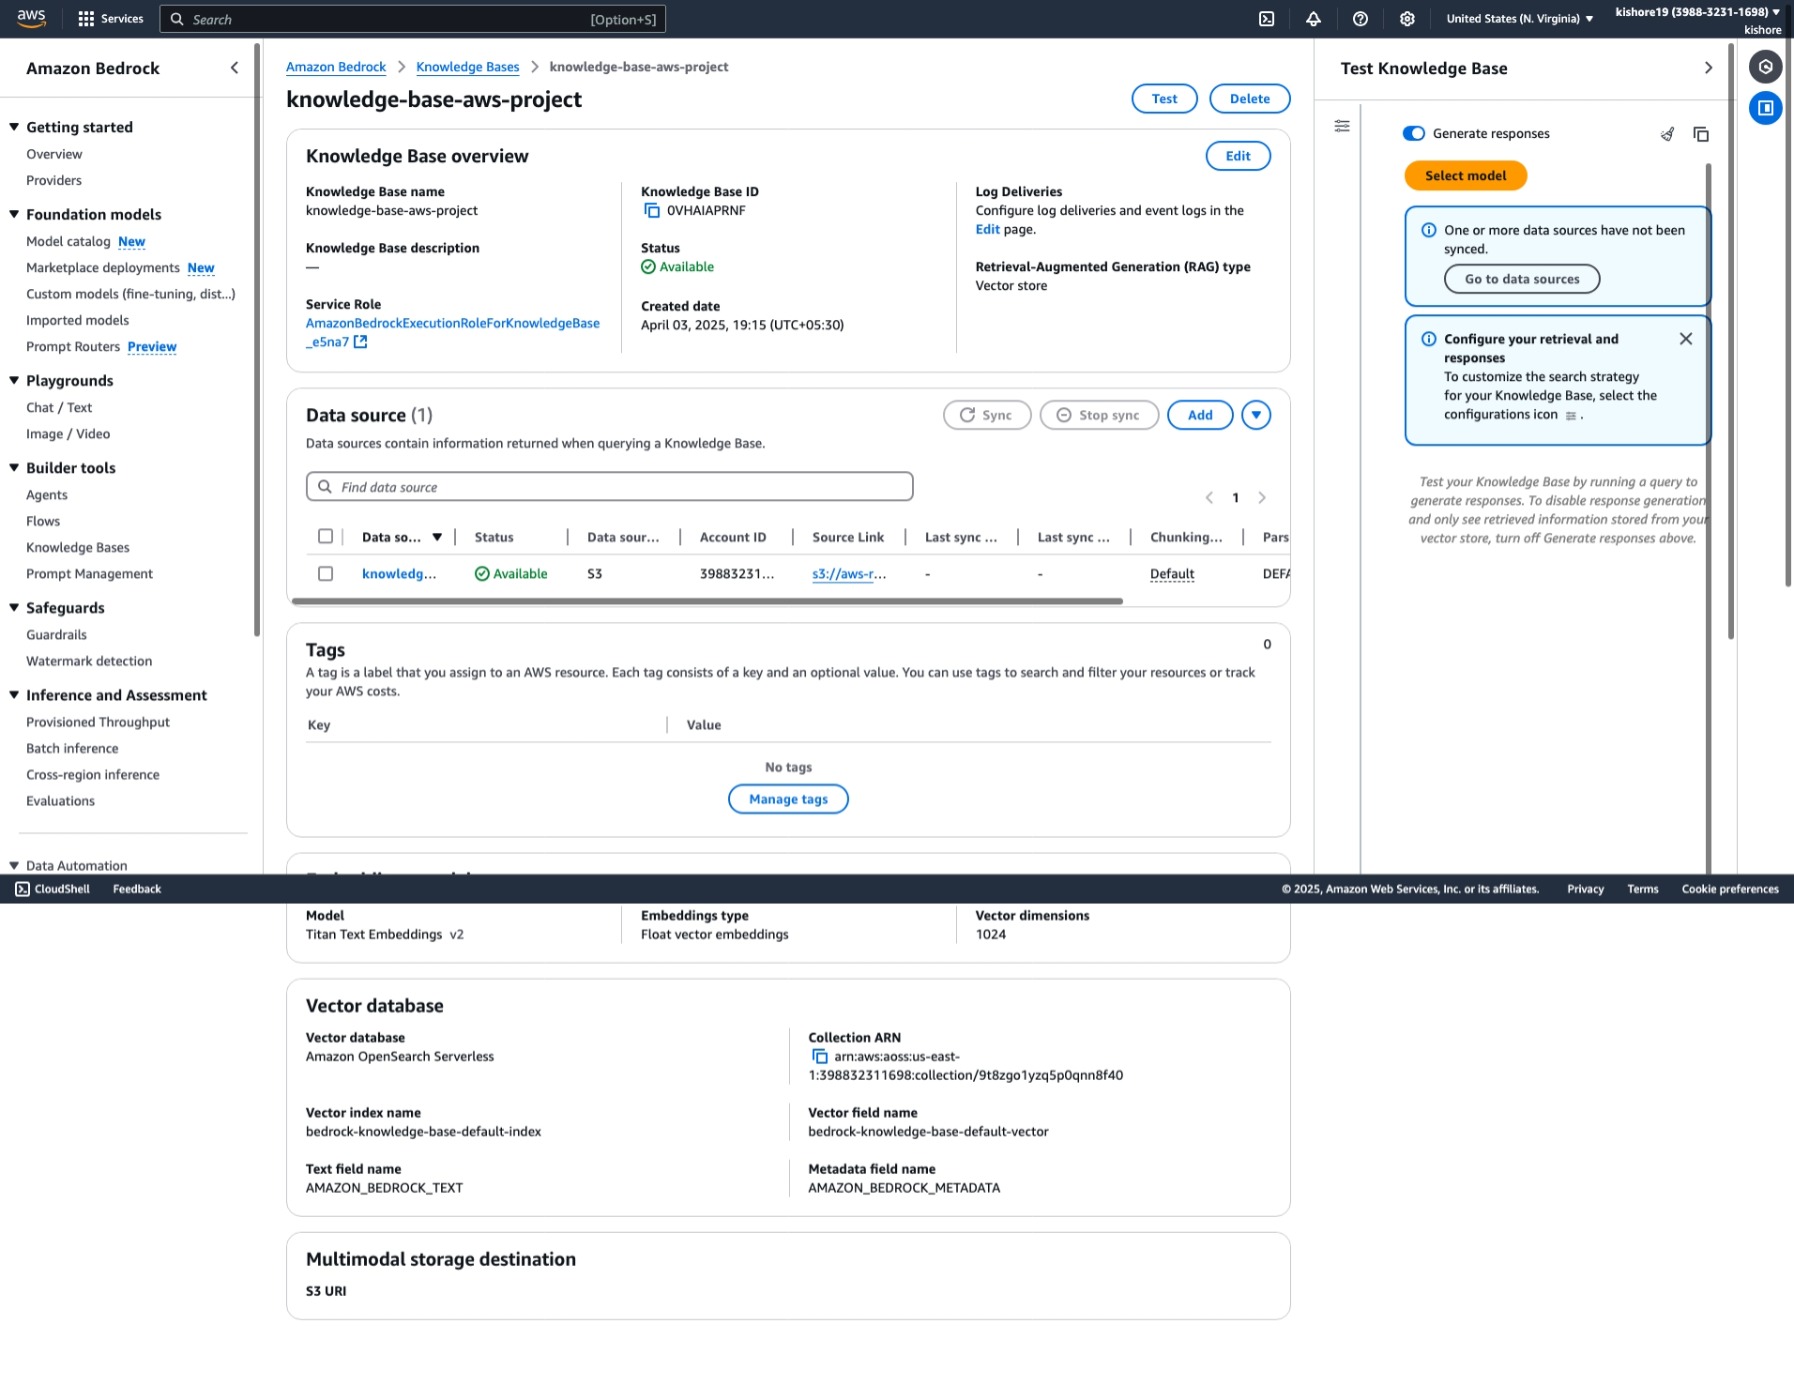 aws
Services
Search
[Option+S]
United States (N. Virginia)
kishore19 (3988-3231-1698)
kishore
Amazon Bedrock
Getting started
Overview
Providers
Foundation models
Model catalog New
Marketplace deployments New
Custom models (fine-tuning, dist...)
Imported models
Prompt Routers Preview
Playgrounds
Chat / Text
Image / Video
Builder tools
Agents
Flows
Knowledge Bases
Prompt Management
Safeguards
Guardrails
Watermark detection
Inference and Assessment
Provisioned Throughput
Batch inference
Cross-region inference
Evaluations
Data Automation
Amazon Bedrock > Knowledge Bases > knowledge-base-aws-project
knowledge-base-aws-project
Test
Delete
Knowledge Base overview
Edit
Knowledge Base name
knowledge-base-aws-project
Knowledge Base description
—
Service Role
AmazonBedrockExecutionRoleForKnowledgeBase
_e5na7
Knowledge Base ID
0VHAIAPRNF
Status
Available
Created date
April 03, 2025, 19:15 (UTC+05:30)
Log Deliveries
Configure log deliveries and event logs in the
Edit page.
Retrieval-Augmented Generation (RAG) type
Vector store
Data source (1)
Sync
Stop sync
Add
Data sources contain information returned when querying a Knowledge Base.
Find data source
1
Data so... Status Data sour... Account ID Source Link Last sync ... Last sync ... Chunking... Pars
knowledg... Available S3 39883231... s3://aws-r... - - Default DEFA
Tags
0
A tag is a label that you assign to an AWS resource. Each tag consists of a key and an optional value. You can use tags to search and filter your resources or track
your AWS costs.
Key Value
No tags
Manage tags
Test Knowledge Base
Generate responses
Select model
One or more data sources have not been
synced.
Go to data sources
Configure your retrieval and
responses
To customize the search strategy
for your Knowledge Base, select the
configurations icon .
Test your Knowledge Base by running a query to
generate responses. To disable response generation
and only see retrieved information stored from your
vector store, turn off Generate responses above.
CloudShell Feedback
© 2025, Amazon Web Services, Inc. or its affiliates. Privacy Terms Cookie preferences
Model
Titan Text Embeddings v2
Embeddings type
Float vector embeddings
Vector dimensions
1024
Vector database
Vector database
Amazon OpenSearch Serverless
Collection ARN
arn:aws:aoss:us-east-
1:398832311698:collection/9t8zgo1yzq5p0qnn8f40
Vector index name
bedrock-knowledge-base-default-index
Vector field name
bedrock-knowledge-base-default-vector
Text field name
AMAZON_BEDROCK_TEXT
Metadata field name
AMAZON_BEDROCK_METADATA
Multimodal storage destination
S3 URI